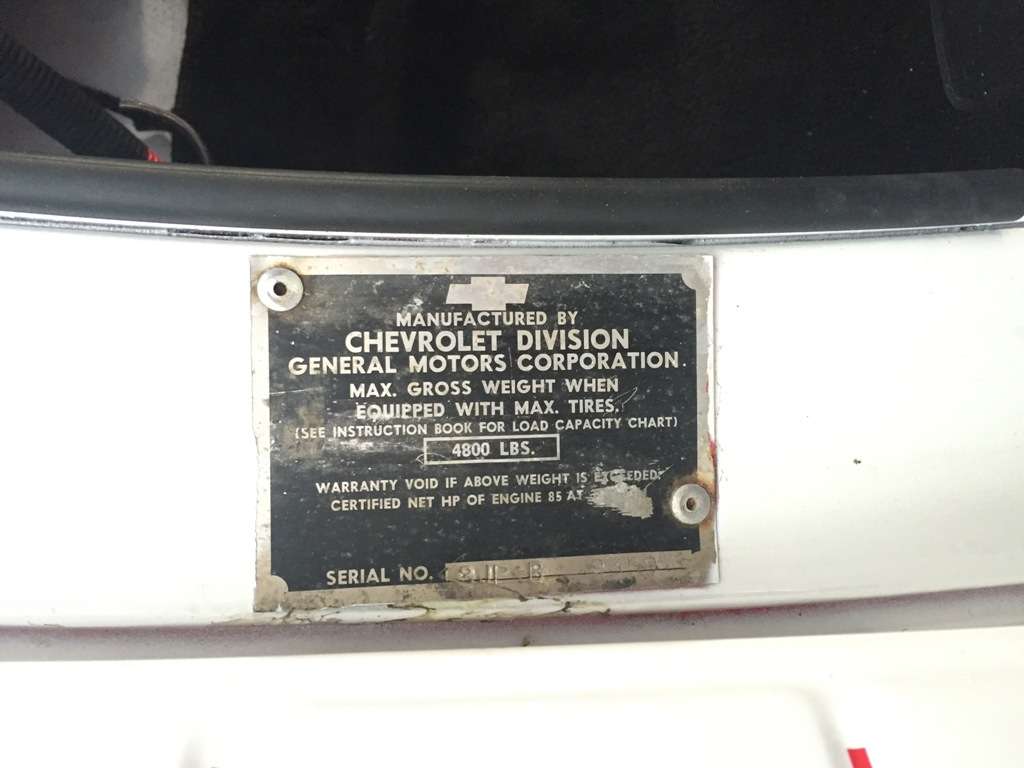 MANUFACTURED BY
CHEVROLET DIVISION
GENERAL MOTORS CORPORATION.
MAX. GROSS WEIGHT WHEN
EQUIPPED WITH MAX. TIRES.
(SEE INSTRUCTION BOOK FOR LOAD CAPACITY CHART)
4800 LBS.
WARRANTY VOID IF ABOVE WEIGHT IS EXCEEDED.
CERTIFIED NET HP OF ENGINE 85 AT
SERIAL NO.